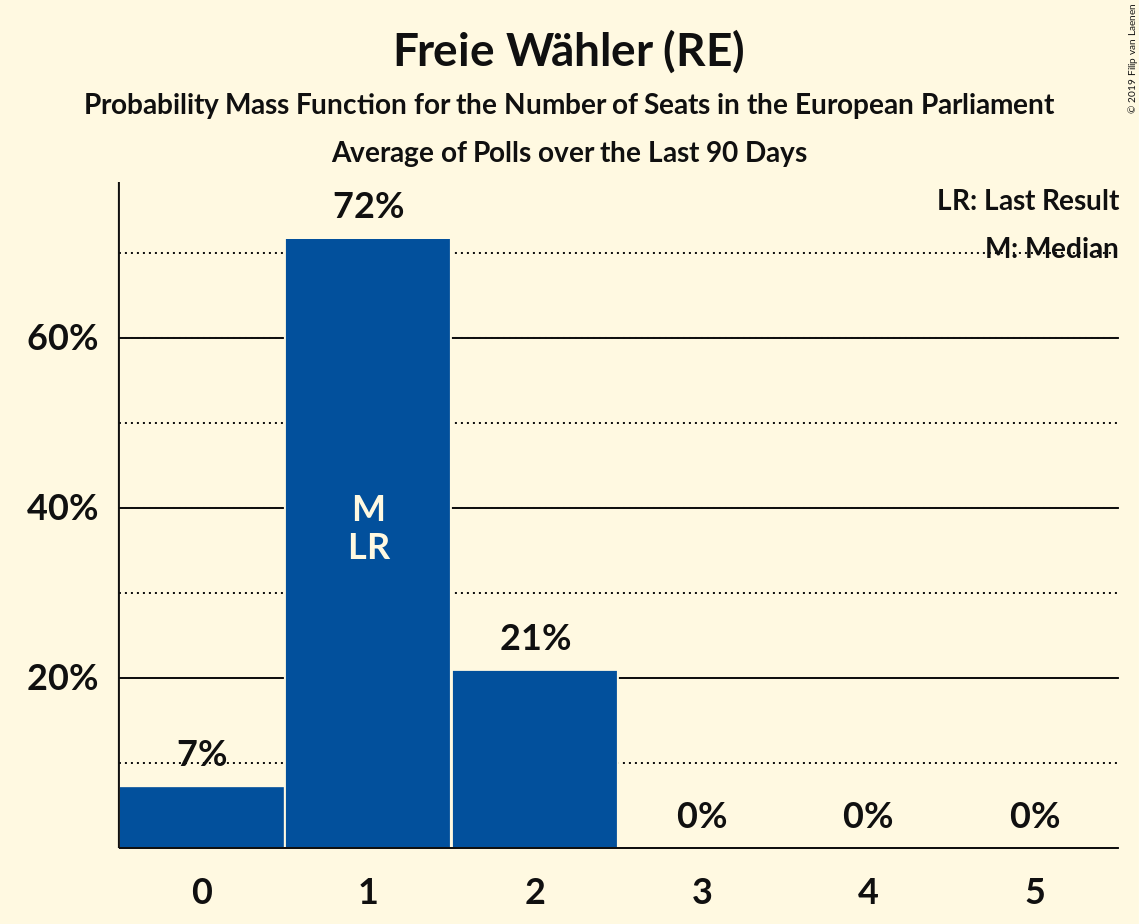 Freie Wähler (RE)
Probability Mass Function for the Number of Seats in the European Parliament
Average of Polls over the Last 90 Days
© 2019 Filip van Laenen
LR: Last Result
M: Median
72%
60%
40%
M
LR
21%
20%
7%
0%
0%
0%
0
1
2
3
4
5